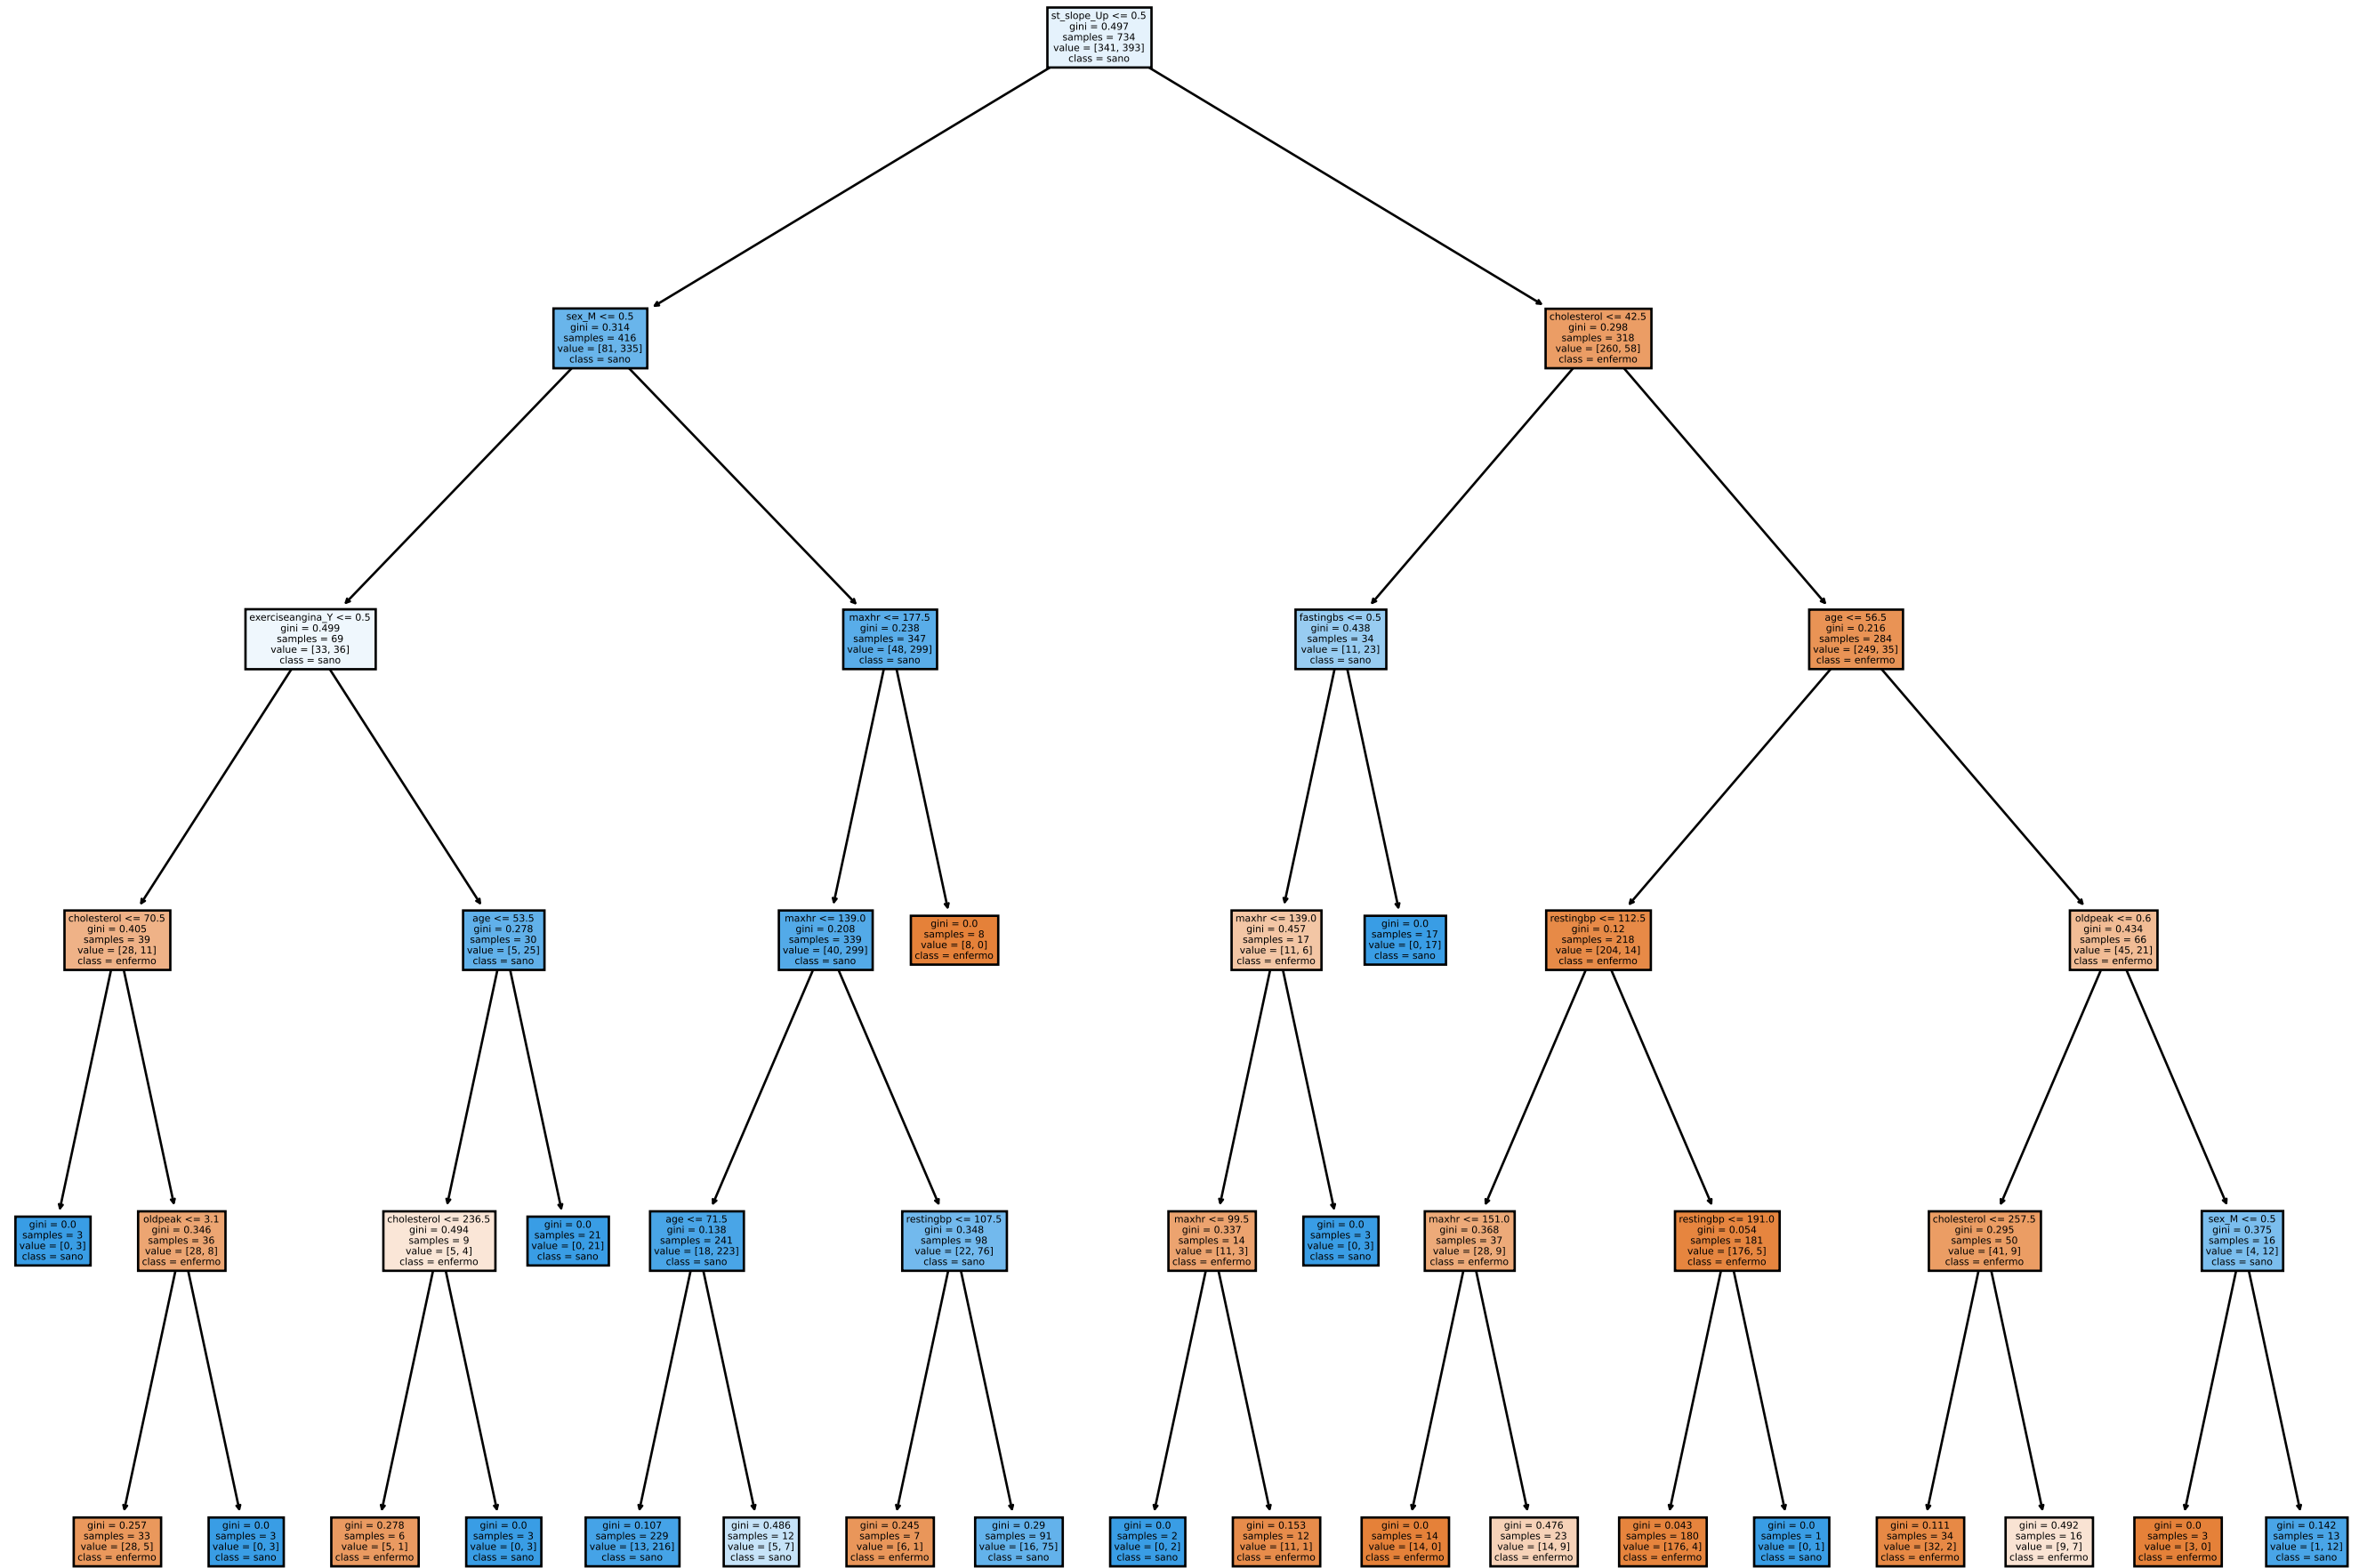 st_slope_Up <= 0.5
gini = 0.497
samples = 734
value = [341, 393]
class = sano
sex_M <= 0.5
gini = 0.314
samples = 416
value = [81, 335]
class = sano
cholesterol <= 42.5
gini = 0.298
samples = 318
value = [260, 58]
class = enfermo
exerciseangina_Y <= 0.5
gini = 0.499
samples = 69
value = [33, 36]
class = sano
maxhr <= 177.5
gini = 0.238
samples = 347
value = [48, 299]
class = sano
fastingbs <= 0.5
gini = 0.438
samples = 34
value = [11, 23]
class = sano
age <= 56.5
gini = 0.216
samples = 284
value = [249, 35]
class = enfermo
cholesterol <= 70.5
gini = 0.405
samples = 39
value = [28, 11]
class = enfermo
age <= 53.5
gini = 0.278
samples = 30
value = [5, 25]
class = sano
maxhr <= 139.0
gini = 0.208
samples = 339
value = [40, 299]
class = sano
gini = 0.0
samples = 8
value = [8, 0]
class = enfermo
maxhr <= 139.0
gini = 0.457
samples = 17
value = [11, 6]
class = enfermo
gini = 0.0
samples = 17
value = [0, 17]
class = sano
restingbp <= 112.5
gini = 0.12
samples = 218
value = [204, 14]
class = enfermo
oldpeak <= 0.6
gini = 0.434
samples = 66
value = [45, 21]
class = enfermo
gini = 0.0
samples = 3
value = [0, 3]
class = sano
oldpeak <= 3.1
gini = 0.346
samples = 36
value = [28, 8]
class = enfermo
cholesterol <= 236.5
gini = 0.494
samples = 9
value = [5, 4]
class = enfermo
gini = 0.0
samples = 21
value = [0, 21]
class = sano
age <= 71.5
gini = 0.138
samples = 241
value = [18, 223]
class = sano
restingbp <= 107.5
gini = 0.348
samples = 98
value = [22, 76]
class = sano
maxhr <= 99.5
gini = 0.337
samples = 14
value = [11, 3]
class = enfermo
gini = 0.0
samples = 3
value = [0, 3]
class = sano
maxhr <= 151.0
gini = 0.368
samples = 37
value = [28, 9]
class = enfermo
restingbp <= 191.0
gini = 0.054
samples = 181
value = [176, 5]
class = enfermo
cholesterol <= 257.5
gini = 0.295
samples = 50
value = [41, 9]
class = enfermo
sex_M <= 0.5
gini = 0.375
samples = 16
value = [4, 12]
class = sano
gini = 0.257
samples = 33
value = [28, 5]
class = enfermo
gini = 0.0
samples = 3
value = [0, 3]
class = sano
gini = 0.278
samples = 6
value = [5, 1]
class = enfermo
gini = 0.0
samples = 3
value = [0, 3]
class = sano
gini = 0.107
samples = 229
value = [13, 216]
class = sano
gini = 0.486
samples = 12
value = [5, 7]
class = sano
gini = 0.245
samples = 7
value = [6, 1]
class = enfermo
gini = 0.29
samples = 91
value = [16, 75]
class = sano
gini = 0.0
samples = 2
value = [0, 2]
class = sano
gini = 0.153
samples = 12
value = [11, 1]
class = enfermo
gini = 0.0
samples = 14
value = [14, 0]
class = enfermo
gini = 0.476
samples = 23
value = [14, 9]
class = enfermo
gini = 0.043
samples = 180
value = [176, 4]
class = enfermo
gini = 0.0
samples = 1
value = [0, 1]
class = sano
gini = 0.111
samples = 34
value = [32, 2]
class = enfermo
gini = 0.492
samples = 16
value = [9, 7]
class = enfermo
gini = 0.0
samples = 3
value = [3, 0]
class = enfermo
gini = 0.142
samples = 13
value = [1, 12]
class = sano